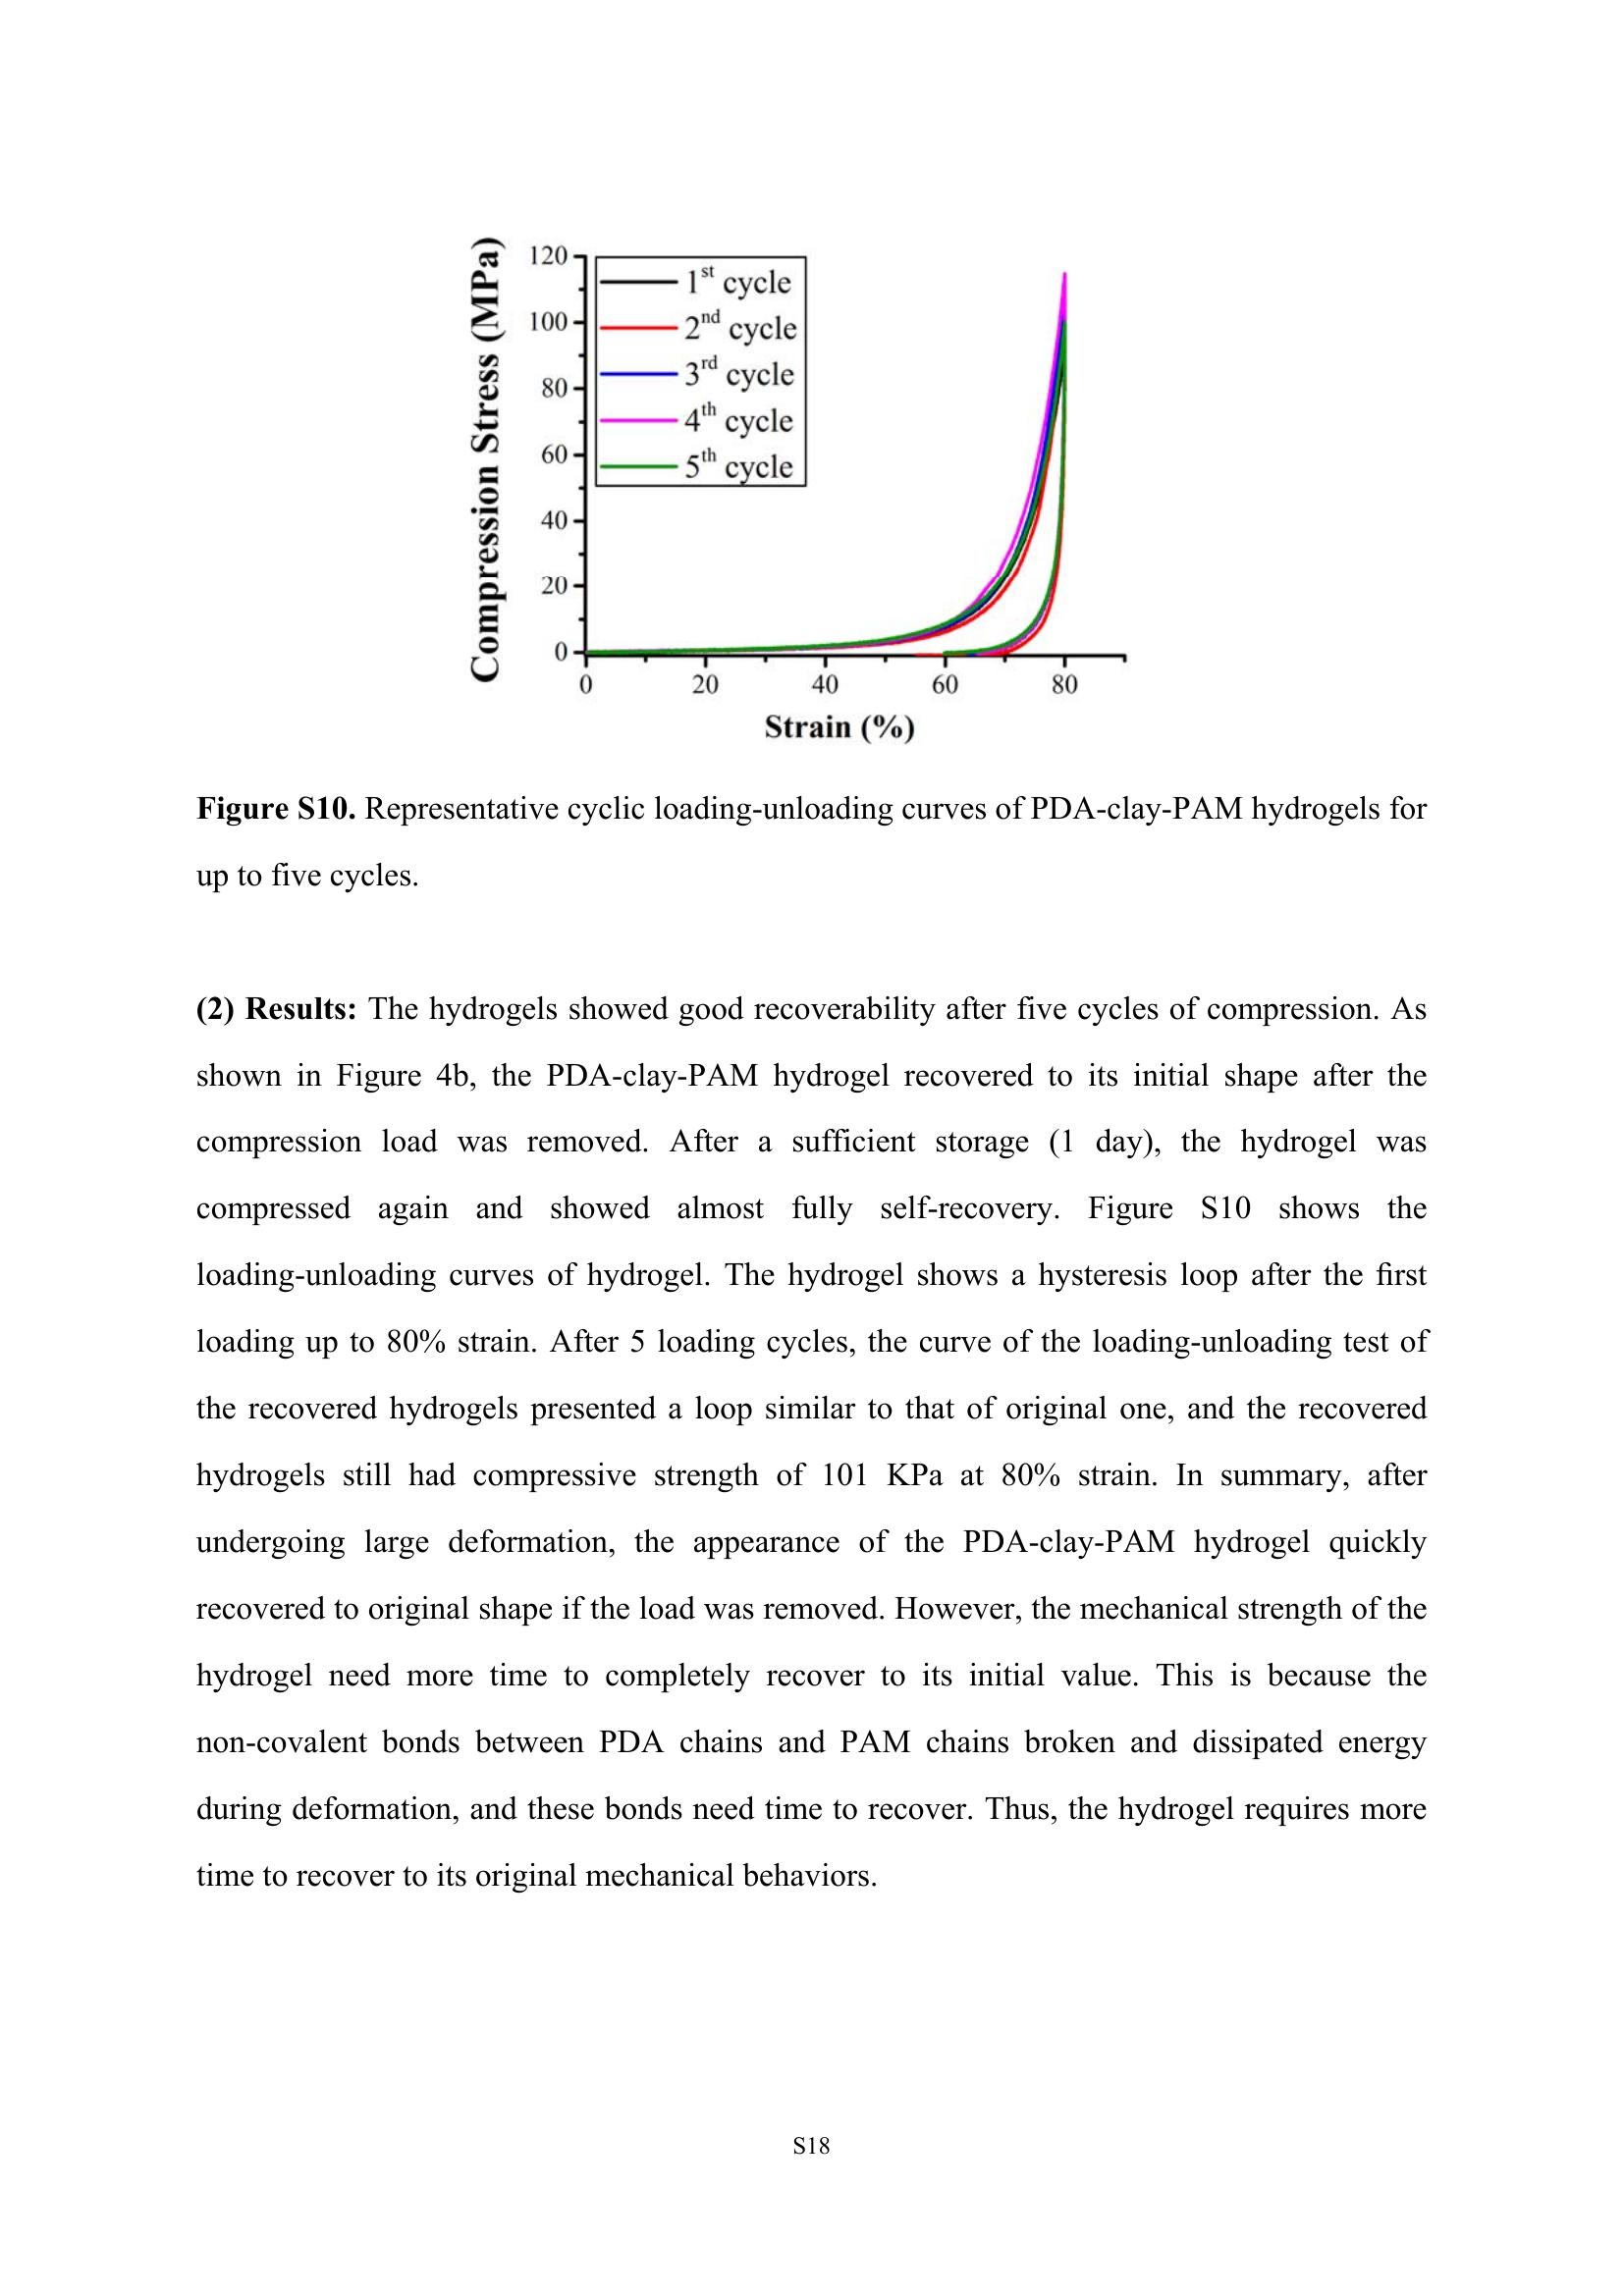 Compression Stress (MPa)
120
100
80
60
40
20
0
1st cycle
2nd cycle
3rd cycle
4th cycle
5th cycle
0 20 40 60 80
Strain (%)
Figure S10. Representative cyclic loading-unloading curves of PDA-clay-PAM hydrogels for
up to five cycles.
(2) Results: The hydrogels showed good recoverability after five cycles of compression. As
shown in Figure 4b, the PDA-clay-PAM hydrogel recovered to its initial shape after the
compression load was removed. After a sufficient storage (1 day), the hydrogel was
compressed again and showed almost fully self-recovery. Figure S10 shows the
loading-unloading curves of hydrogel. The hydrogel shows a hysteresis loop after the first
loading up to 80% strain. After 5 loading cycles, the curve of the loading-unloading test of
the recovered hydrogels presented a loop similar to that of original one, and the recovered
hydrogels still had compressive strength of 101 KPa at 80% strain. In summary, after
undergoing large deformation, the appearance of the PDA-clay-PAM hydrogel quickly
recovered to original shape if the load was removed. However, the mechanical strength of the
hydrogel need more time to completely recover to its initial value. This is because the
non-covalent bonds between PDA chains and PAM chains broken and dissipated energy
during deformation, and these bonds need time to recover. Thus, the hydrogel requires more
time to recover to its original mechanical behaviors.
S18